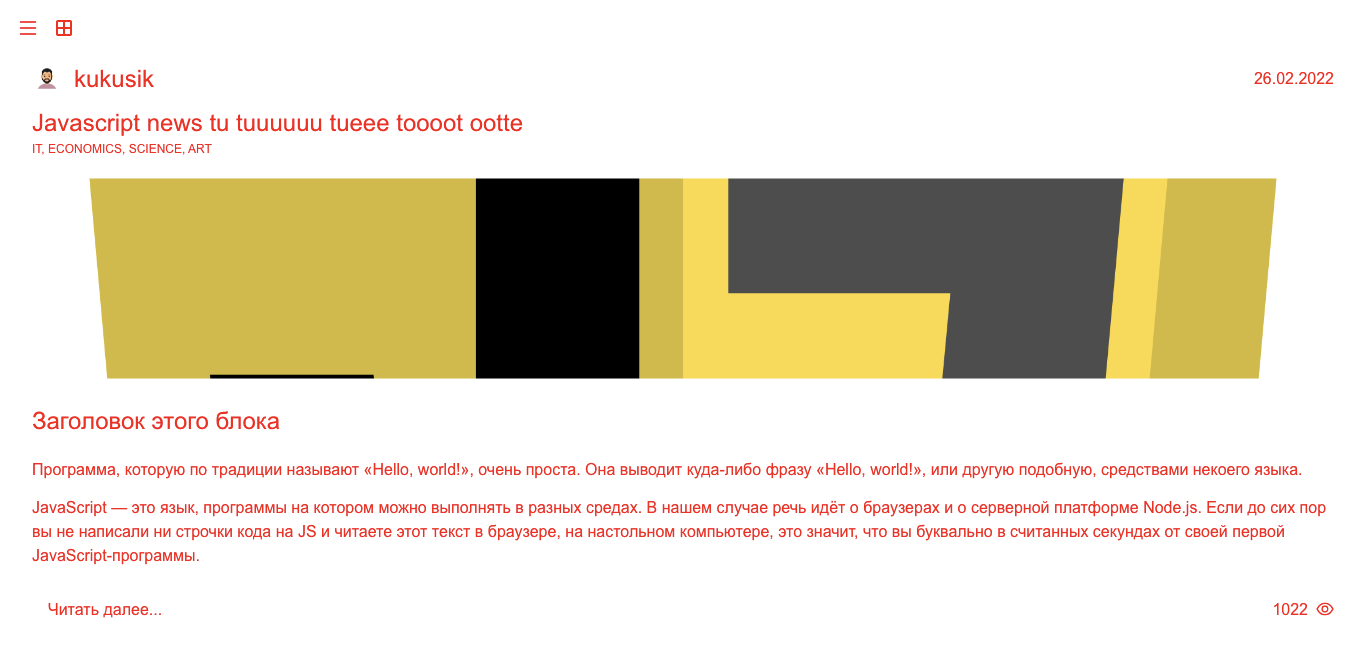 kukusik
26.02.2022
Javascript news tu tuuuuuu tueee toooot ootte
IT, ECONOMICS, SCIENCE, ART
Заголовок этого блока
Программа, которую по традиции называют «Hello, world!», очень проста. Она выводит куда-либо фразу «Hello, world!», или другую подобную, средствами некоего языка.
JavaScript — это язык, программы на котором можно выполнять в разных средах. В нашем случае речь идёт о браузерах и о серверной платформе Node.js. Если до сих пор
вы не написали ни строчки кода на JS и читаете этот текст в браузере, на настольном компьютере, это значит, что вы буквально в считанных секундах от своей первой
JavaScript-программы.
Читать далее...
1022